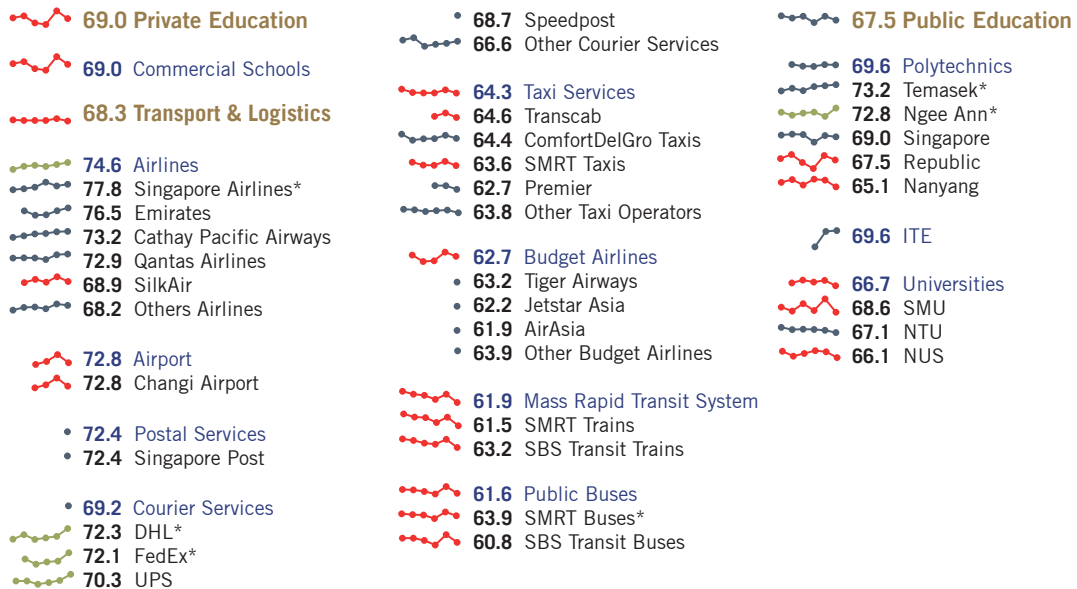 69.0 Private Education
69.0 Commercial Schools
68.3 Transport & Logistics
74.6 Airlines
77.8 Singapore Airlines*
76.5 Emirates
73.2 Cathay Pacific Airways
72.9 Qantas Airlines
68.9 SilkAir
68.2 Others Airlines
72.8 Airport
72.8 Changi Airport
72.4 Postal Services
72.4 Singapore Post
69.2 Courier Services
72.3 DHL*
72.1 FedEx*
70.3 UPS
68.7 Speedpost
66.6 Other Courier Services
64.3 Taxi Services
64.6 Transcab
64.4 ComfortDelGro Taxis
63.6 SMRT Taxis
62.7 Premier
63.8 Other Taxi Operators
62.7 Budget Airlines
63.2 Tiger Airways
62.2 Jetstar Asia
61.9 AirAsia
63.9 Other Budget Airlines
61.9 Mass Rapid Transit System
61.5 SMRT Trains
63.2 SBS Transit Trains
61.6 Public Buses
63.9 SMRT Buses*
60.8 SBS Transit Buses
67.5 Public Education
69.6 Polytechnics
73.2 Temasek*
72.8 Ngee Ann*
69.0 Singapore
67.5 Republic
65.1 Nanyang
69.6 ITE
66.7 Universities
68.6 SMU
67.1 NTU
66.1 NUS